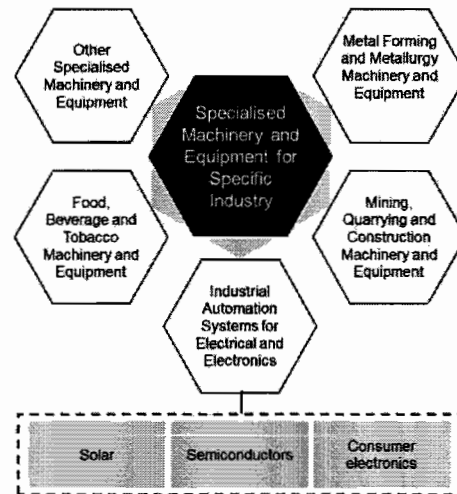 Other
Specialised
Machinery and
Equipment
Metal Forming
and Metallurgy
Machinery and
Equipment
Specialised
Machinery and
Equipment for
Specific
Industry
Food,
Beverage and
Tobacco
Machinery and
Equipment
Mining,
Quarrying and
Construction
Machinery and
Equipment
Industrial
Automation
Systems for
Electrical and
Electronics
Solar
Semiconductors
Consumer
electronics